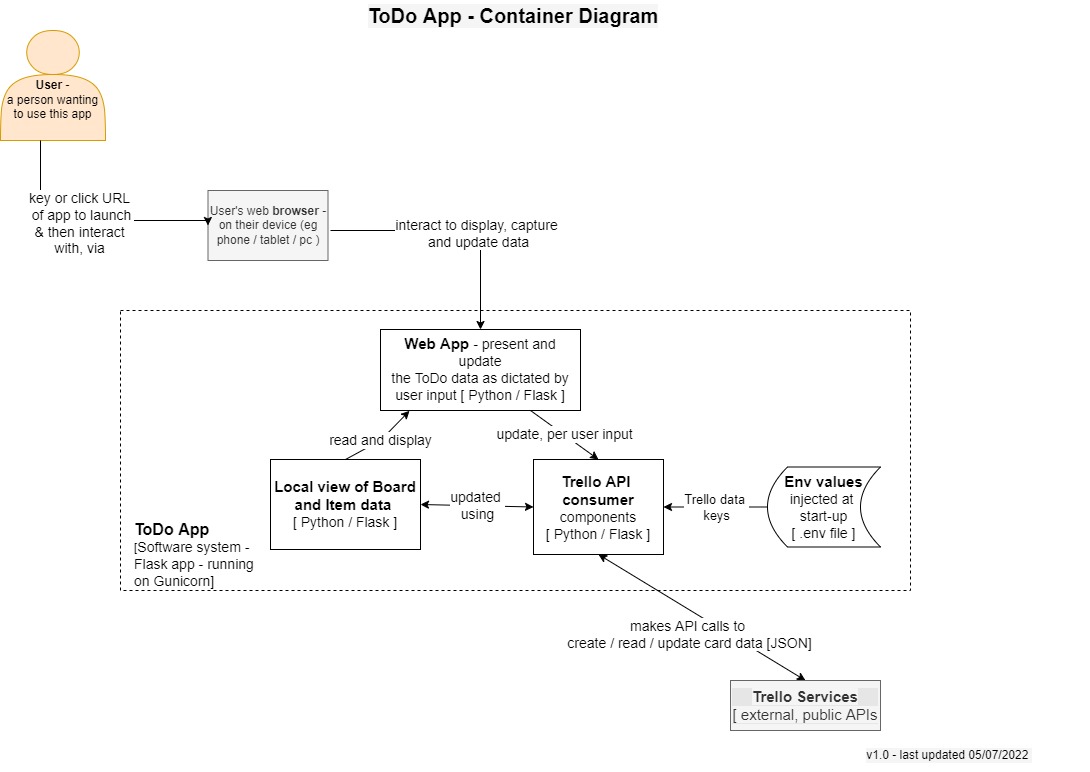 ToDo App - Container Diagram
User -
a person wanting
to use this app
key or click URL
of app to launch
& then interact
with, via
User's web browser -
on their device (eg
phone / tablet / pc )
interact to display, capture
and update data
Web App - present and
update
the ToDo data as dictated by
user input [ Python / Flask ]
read and display
update, per user input
Local view of Board
and Item data
[ Python / Flask ]
updated
using
Trello API
consumer
components
[ Python / Flask ]
Trello data
keys
Env values
injected at
start-up
[ .env file ]
ToDo App
[Software system -
Flask app - running
on Gunicorn]
makes API calls to
create / read / update card data [JSON]
Trello Services
[ external, public APIs
v1.0 - last updated 05/07/2022